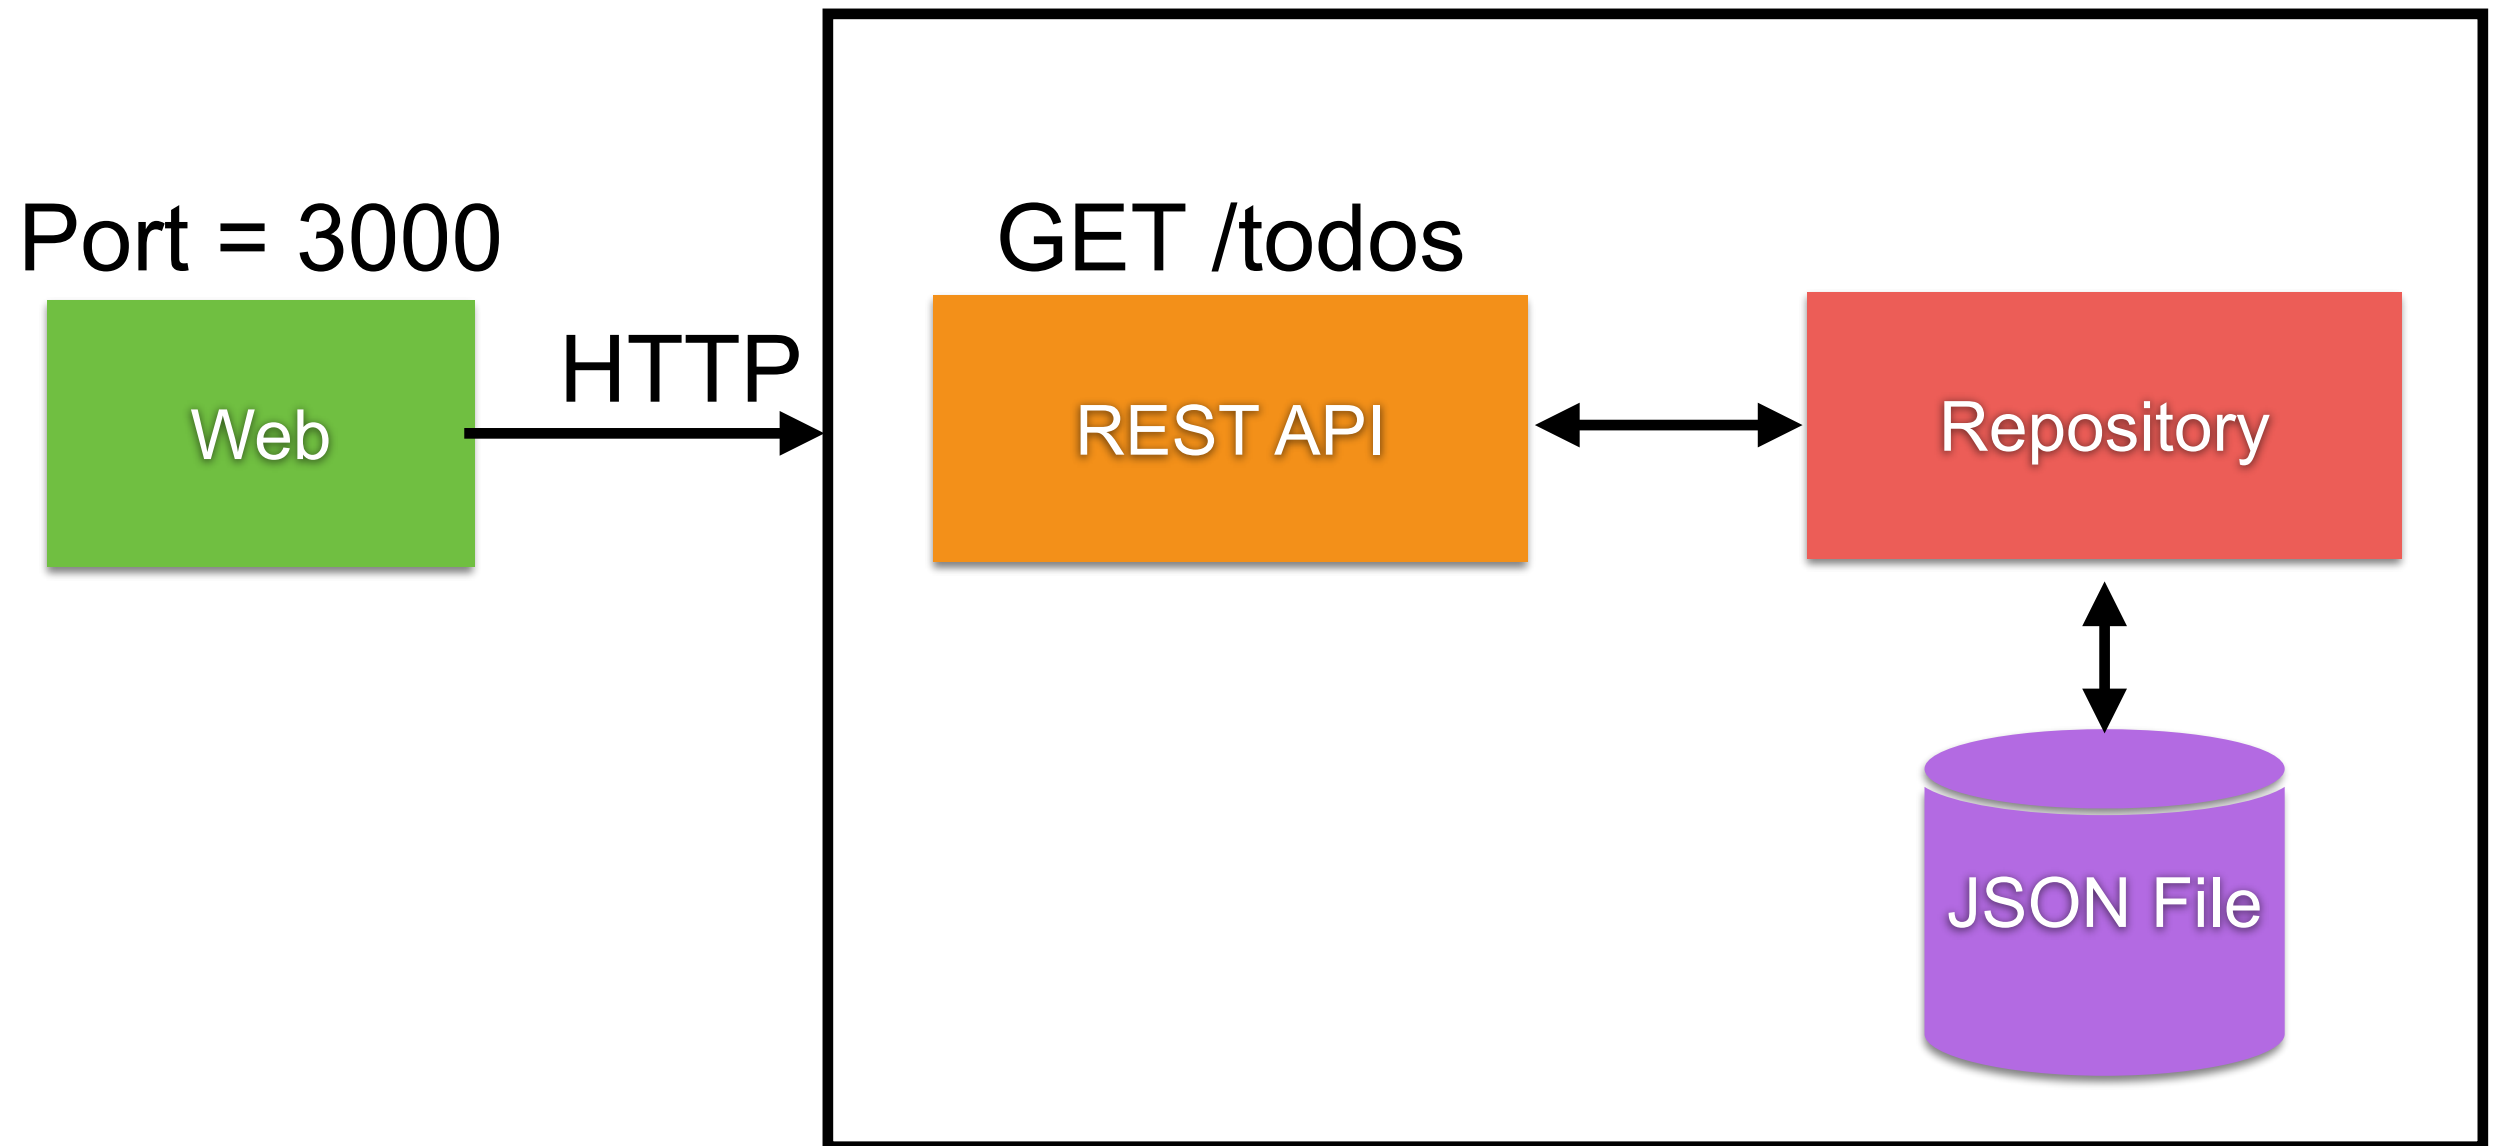 Port = 3000
GET /todos
HTTP
Web
REST API
Repository
JSON File